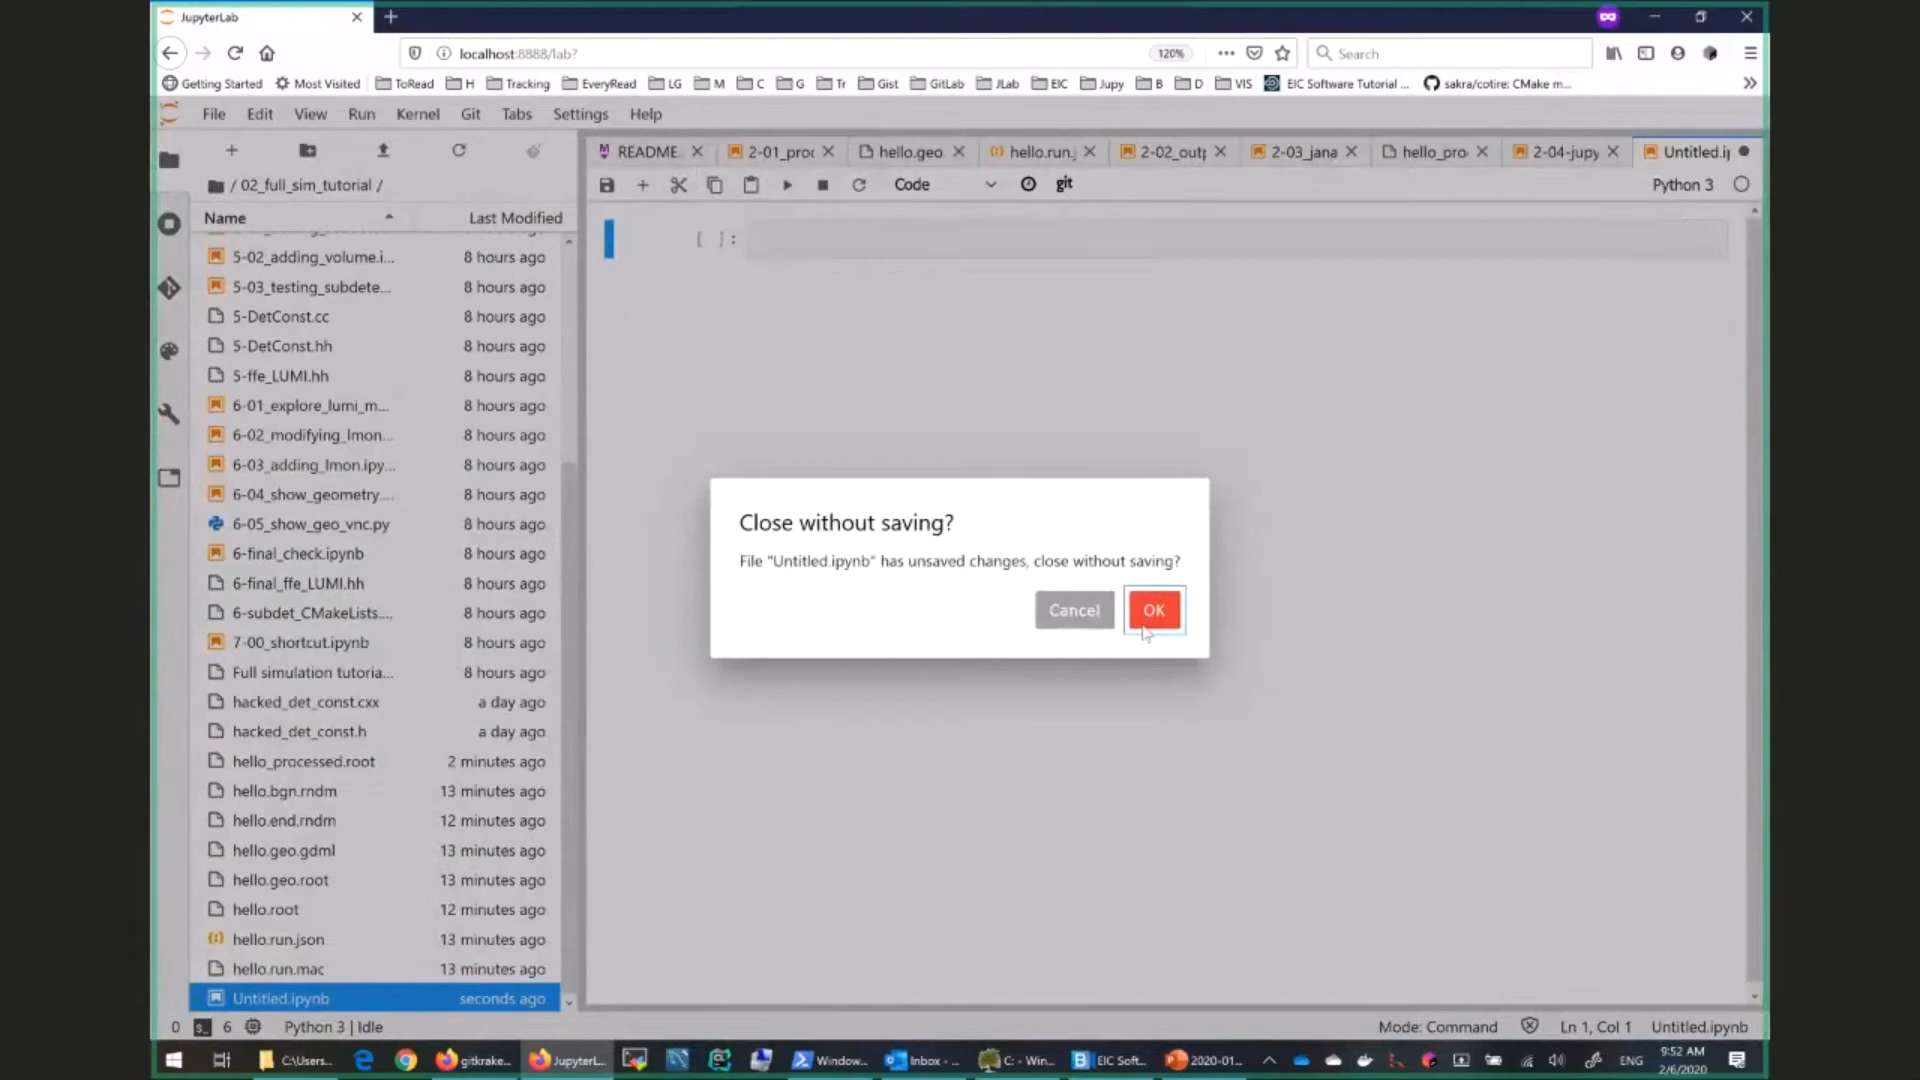 JupyterLab
localhost:8888/lab?
120%
Search
Getting Started
Most Visited
ToRead
H
Tracking
EveryRead
LG
M
C
G
Tr
Gist
GitLab
JLab
EIC
Jupy
B
D
VIS
EIC Software Tutorial ...
sakra/cotire: CMake m...
File Edit View Run Kernel Git Tabs Settings Help
/ 02_full_sim_tutorial /
README.
2-01_proc
hello.geo
hello.run.j
2-02_outp
2-03_jana
hello_pro
2-04-jupy
Untitled.ip
Code
git
Python 3
Name Last Modified
[ ]:
5-02_adding_volume.i... 8 hours ago
5-03_testing_subdete... 8 hours ago
5-DetConst.cc 8 hours ago
5-DetConst.hh 8 hours ago
5-ffe_LUMI.hh 8 hours ago
6-01_explore_lumi_m... 8 hours ago
6-02_modifying_lmon... 8 hours ago
6-03_adding_lmon.ipy... 8 hours ago
6-04_show_geometry.... 8 hours ago
6-05_show_geo_vnc.py 8 hours ago
6-final_check.ipynb 8 hours ago
6-final_ffe_LUMI.hh 8 hours ago
6-subdet_CMakeLists.... 8 hours ago
7-00_shortcut.ipynb 8 hours ago
Full simulation tutoria... 8 hours ago
hacked_det_const.cxx a day ago
hacked_det_const.h a day ago
hello_processed.root 2 minutes ago
hello.bgn.rndm 13 minutes ago
hello.end.rndm 12 minutes ago
hello.geo.gdml 13 minutes ago
hello.geo.root 13 minutes ago
hello.root 12 minutes ago
hello.run.json 13 minutes ago
hello.run.mac 13 minutes ago
Untitled.ipynb seconds ago
Close without saving?
File "Untitled.ipynb" has unsaved changes, close without saving?
Cancel OK
0 6 Python 3 | Idle
Mode: Command Ln 1, Col 1 Untitled.ipynb
C:\Users...
gitkrake...
JupyterL...
Window...
Inbox - ...
C: - Win...
EIC Soft...
2020-01...
ENG
9:52 AM
2/6/2020